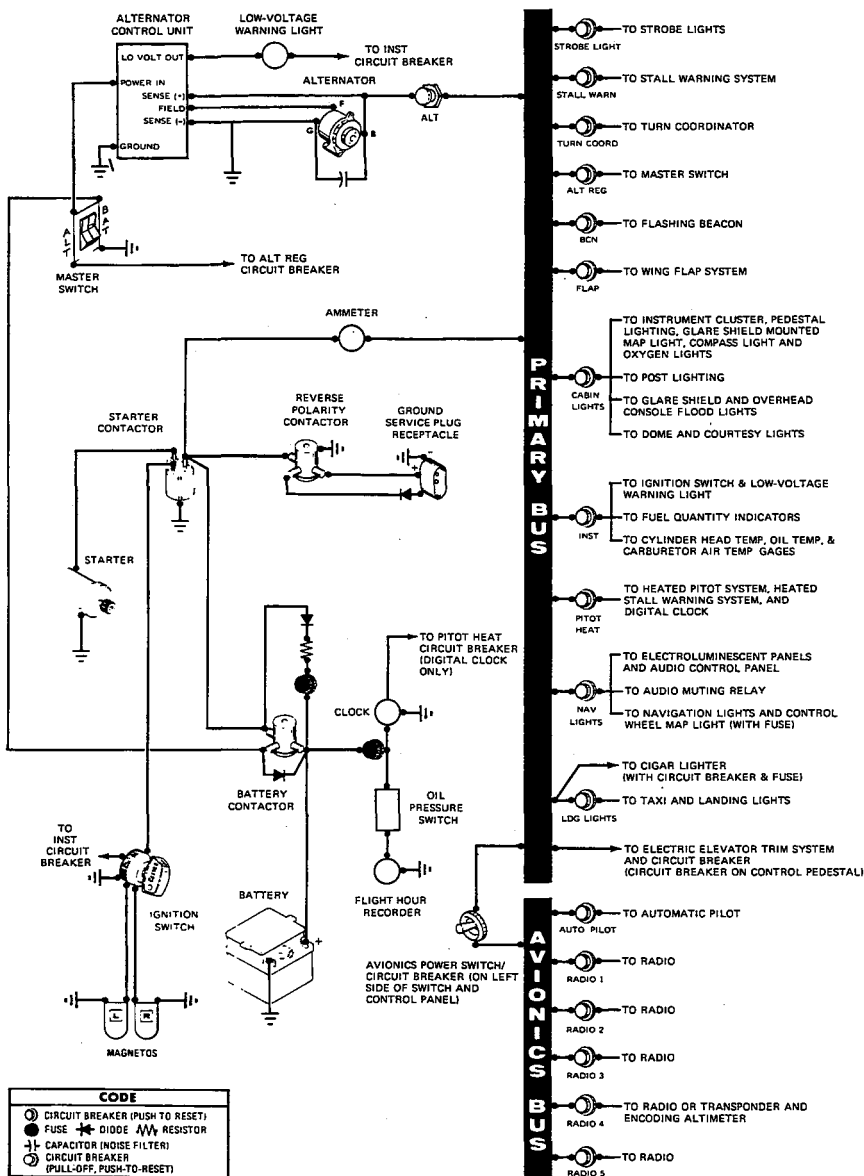 ALTERNATOR
CONTROL UNIT
LOW-VOLTAGE
WARNING LIGHT
LO VOLT OUT
TO INST
CIRCUIT BREAKER
POWER IN
SENSE (+)
FIELD
SENSE (-)
GROUND
ALTERNATOR
F
G
B
ALT
A
L
T
B
A
T
MASTER
SWITCH
TO ALT REG
CIRCUIT BREAKER
AMMETER
STARTER
CONTACTOR
REVERSE
POLARITY
CONTACTOR
GROUND
SERVICE PLUG
RECEPTACLE
-
+
STARTER
TO PITOT HEAT
CIRCUIT BREAKER
(DIGITAL CLOCK
ONLY)
CLOCK
BATTERY
CONTACTOR
OIL
PRESSURE
SWITCH
TO
INST
CIRCUIT
BREAKER
IGNITION
SWITCH
BATTERY
+
FLIGHT HOUR
RECORDER
L
R
MAGNETOS
AVIONICS POWER SWITCH/
CIRCUIT BREAKER (ON LEFT
SIDE OF SWITCH AND
CONTROL PANEL)
CODE
CIRCUIT BREAKER (PUSH TO RESET)
FUSE DIODE RESISTOR
CAPACITOR (NOISE FILTER)
CIRCUIT BREAKER
(PULL-OFF, PUSH-TO-RESET)
PRIMARY BUS
STROBE LIGHT
TO STROBE LIGHTS
STALL WARN
TO STALL WARNING SYSTEM
TURN COORD
TO TURN COORDINATOR
ALT REG
TO MASTER SWITCH
BCN
TO FLASHING BEACON
FLAP
TO WING FLAP SYSTEM
CABIN
LIGHTS
TO INSTRUMENT CLUSTER, PEDESTAL
LIGHTING, GLARE SHIELD MOUNTED
MAP LIGHT, COMPASS LIGHT AND
OXYGEN LIGHTS
TO POST LIGHTING
TO GLARE SHIELD AND OVERHEAD
CONSOLE FLOOD LIGHTS
TO DOME AND COURTESY LIGHTS
INST
TO IGNITION SWITCH & LOW-VOLTAGE
WARNING LIGHT
TO FUEL QUANTITY INDICATORS
TO CYLINDER HEAD TEMP, OIL TEMP, &
CARBURETOR AIR TEMP GAGES
PITOT
HEAT
TO HEATED PITOT SYSTEM, HEATED
STALL WARNING SYSTEM, AND
DIGITAL CLOCK
NAV
LIGHTS
TO ELECTROLUMINESCENT PANELS
AND AUDIO CONTROL PANEL
TO AUDIO MUTING RELAY
TO NAVIGATION LIGHTS AND CONTROL
WHEEL MAP LIGHT (WITH FUSE)
TO CIGAR LIGHTER
(WITH CIRCUIT BREAKER & FUSE)
LDG LIGHTS
TO TAXI AND LANDING LIGHTS
TO ELECTRIC ELEVATOR TRIM SYSTEM
AND CIRCUIT BREAKER
(CIRCUIT BREAKER ON CONTROL PEDESTAL)
AVIONICS BUS
AUTO PILOT
TO AUTOMATIC PILOT
RADIO 1
TO RADIO
RADIO 2
TO RADIO
RADIO 3
TO RADIO
RADIO 4
TO RADIO OR TRANSPONDER AND
ENCODING ALTIMETER
RADIO 5
TO RADIO